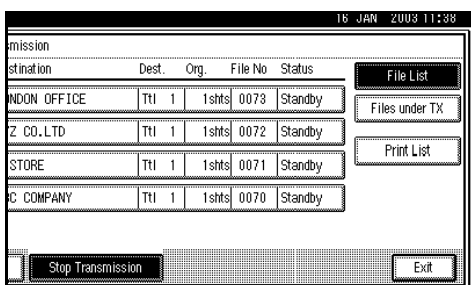 16 JAN 2003 11:38
smission
stination Dest. Org. File No Status
File List
NDON OFFICE Ttl 1 1shts 0073 Standby
Files under TX
Z CO.LTD Ttl 1 1shts 0072 Standby
Print List
STORE Ttl 1 1shts 0071 Standby
C COMPANY Ttl 1 1shts 0070 Standby
Stop Transmission Exit